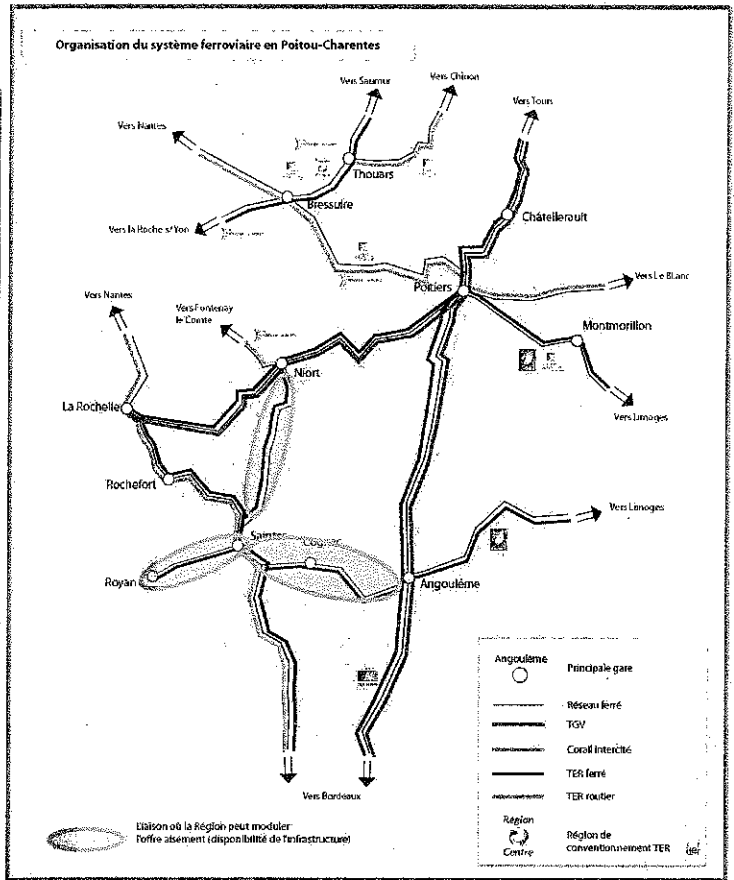 Organisation du système ferroviaire en Poitou-Charentes
Vers Saumur
Vers Chinon
Vers Tours
Vers Nantes
Thouars
Bressuire
Châtellerault
Vers la Roche s/Yon
Poitiers
Vers Le Blanc
Vers Nantes
Vers Fontenay
le Comte
Montmorillon
Niort
La Rochelle
Vers Limoges
Rochefort
Vers Limoges
Saintes
Cognac
Royan
Angoulême
Vers Bordeaux
Angoulême
Principale gare
Réseau ferré
TGV
Corail Intercité
TER ferré
TER routier
Région
Centre
Région de
conventionnement TER
Liaison où la Région peut moduler
l'offre aisément (disponibilité de l'infrastructure)